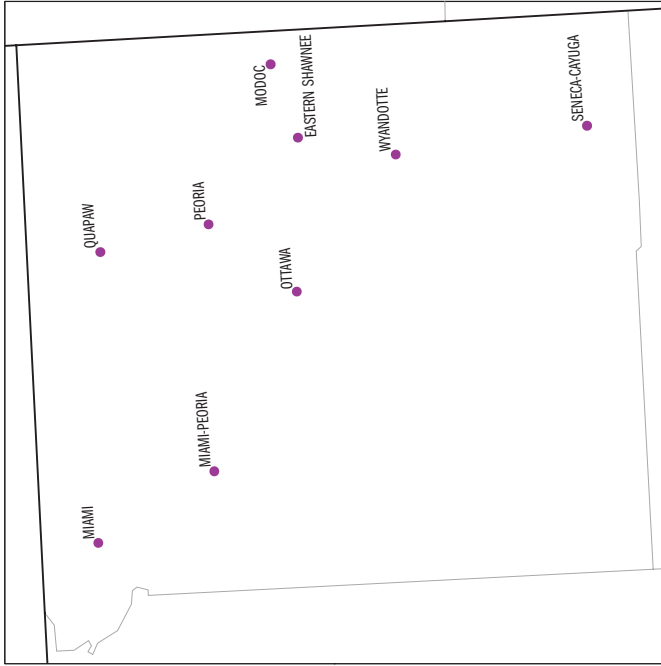 MODOC
EASTERN SHAWNEE
SENECA-CAYUGA
WYANDOTTE
QUAPAW
PEORIA
OTTAWA
MIAMI-PEORIA
MIAMI